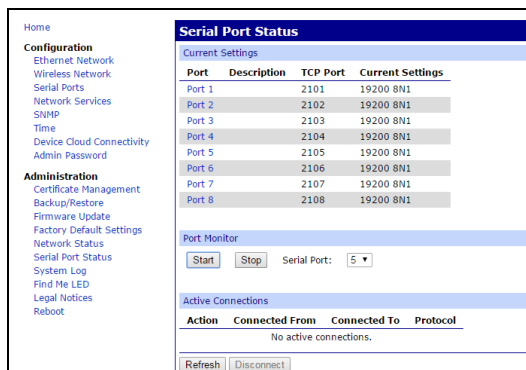 Home
Configuration
Ethernet Network
Wireless Network
Serial Ports
Network Services
SNMP
Time
Device Cloud Connectivity
Admin Password
Administration
Certificate Management
Backup/Restore
Firmware Update
Factory Default Settings
Network Status
Serial Port Status
System Log
Find Me LED
Legal Notices
Reboot
Serial Port Status
Current Settings
Port Description TCP Port Current Settings
Port 1 2101 19200 8N1
Port 2 2102 19200 8N1
Port 3 2103 19200 8N1
Port 4 2104 19200 8N1
Port 5 2105 19200 8N1
Port 6 2106 19200 8N1
Port 7 2107 19200 8N1
Port 8 2108 19200 8N1
Port Monitor
Start Stop Serial Port: 5
Active Connections
Action Connected From Connected To Protocol
No active connections.
Refresh Disconnect